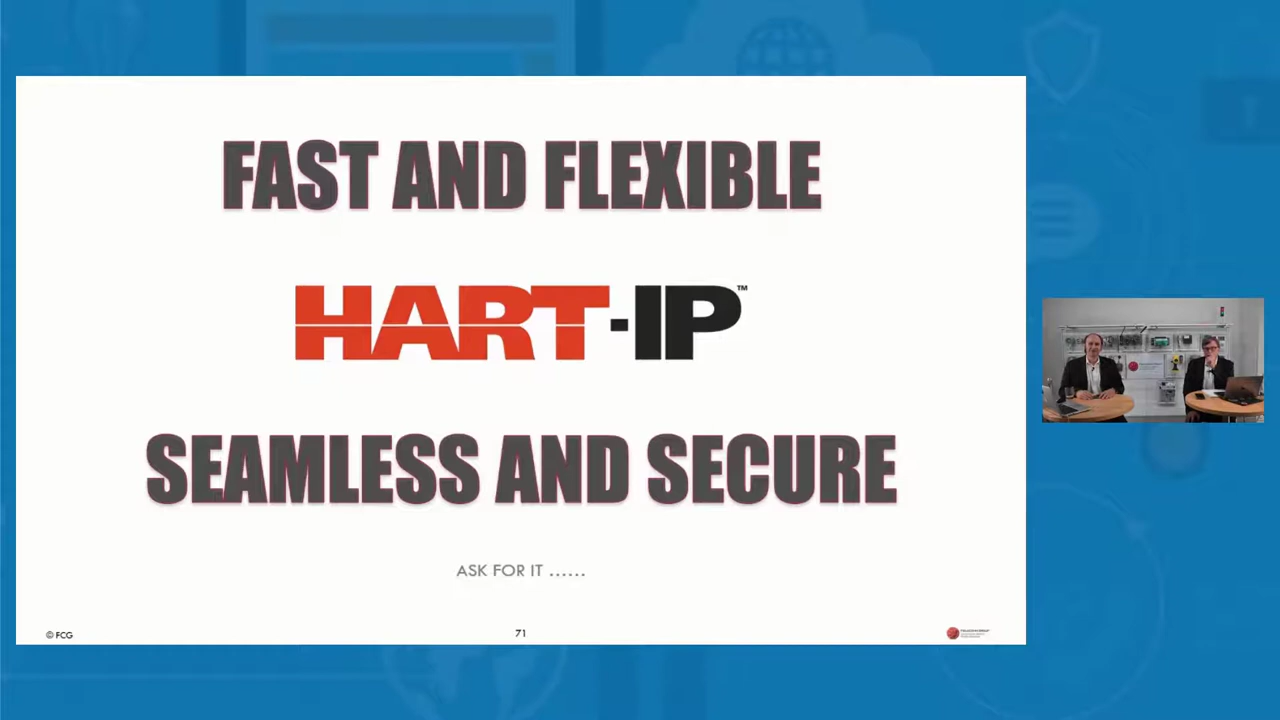 FAST AND FLEXIBLE
HART-IP™
SEAMLESS AND SECURE
ASK FOR IT ......
© FCG
71